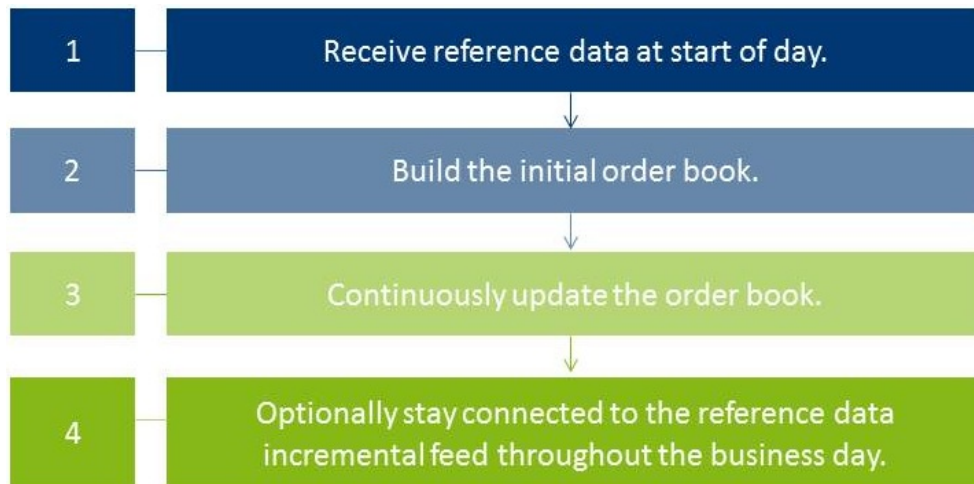 1
Receive reference data at start of day.
2
Build the initial order book.
3
Continuously update the order book.
4
Optionally stay connected to the reference data
incremental feed throughout the business day.